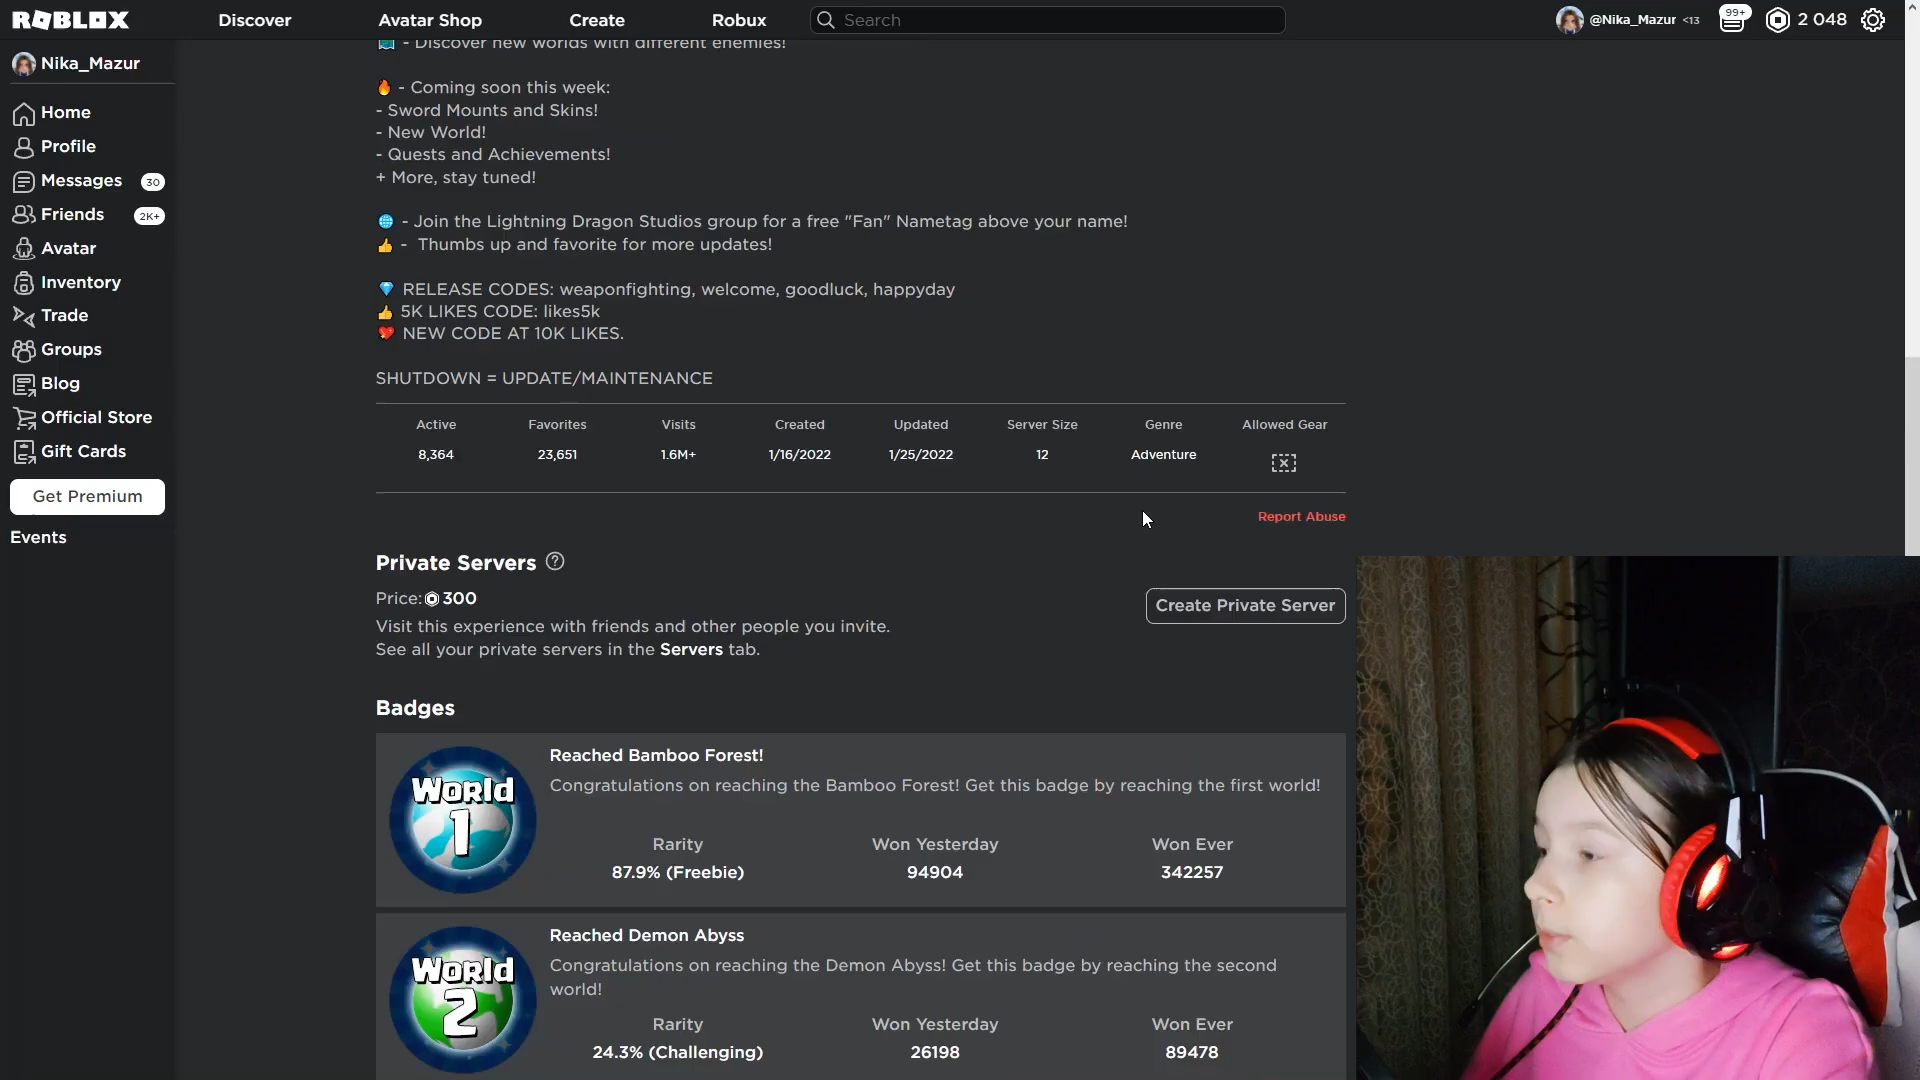 ROBLOX
Discover
Avatar Shop
Create
Robux
Search
@Nika_Mazur <13
99+
2 048
Nika_Mazur
Home
Profile
Messages 30
Friends 2K+
Avatar
Inventory
Trade
Groups
Blog
Official Store
Gift Cards
Get Premium
Events
- Discover new worlds with different enemies!
🔥 - Coming soon this week:
- Sword Mounts and Skins!
- New World!
- Quests and Achievements!
+ More, stay tuned!
🌐 - Join the Lightning Dragon Studios group for a free "Fan" Nametag above your name!
👍 - Thumbs up and favorite for more updates!
💎 RELEASE CODES: weaponfighting, welcome, goodluck, happyday
👍 5K LIKES CODE: likes5k
💖 NEW CODE AT 10K LIKES.
SHUTDOWN = UPDATE/MAINTENANCE
Active Favorites Visits Created Updated Server Size Genre Allowed Gear
8,364 23,651 1.6M+ 1/16/2022 1/25/2022 12 Adventure
Report Abuse
Private Servers
Price: 300
Create Private Server
Visit this experience with friends and other people you invite.
See all your private servers in the Servers tab.
Badges
World 1
Reached Bamboo Forest!
Congratulations on reaching the Bamboo Forest! Get this badge by reaching the first world!
Rarity Won Yesterday Won Ever
87.9% (Freebie) 94904 342257
World 2
Reached Demon Abyss
Congratulations on reaching the Demon Abyss! Get this badge by reaching the second
world!
Rarity Won Yesterday Won Ever
24.3% (Challenging) 26198 89478